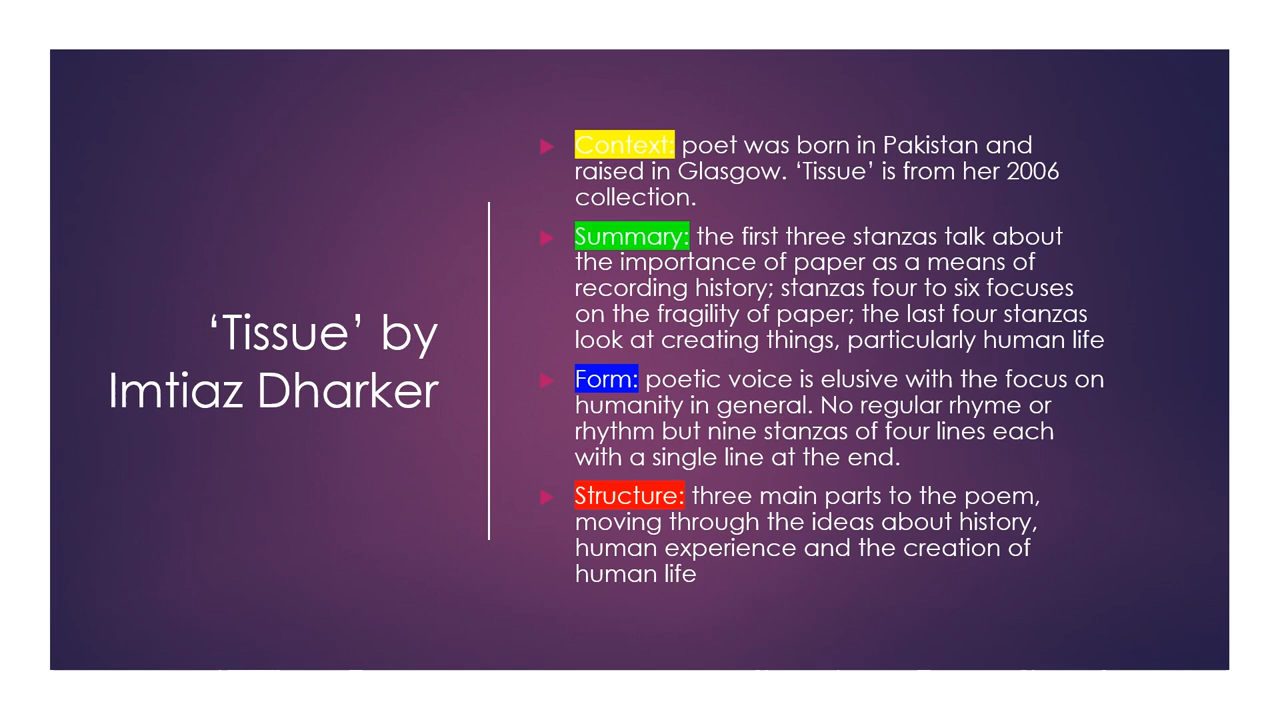 ‘Tissue’ by
Imtiaz Dharker
Context: poet was born in Pakistan and
raised in Glasgow. ‘Tissue’ is from her 2006
collection.
Summary: the first three stanzas talk about
the importance of paper as a means of
recording history; stanzas four to six focuses
on the fragility of paper; the last four stanzas
look at creating things, particularly human life
Form: poetic voice is elusive with the focus on
humanity in general. No regular rhyme or
rhythm but nine stanzas of four lines each
with a single line at the end.
Structure: three main parts to the poem,
moving through the ideas about history,
human experience and the creation of
human life